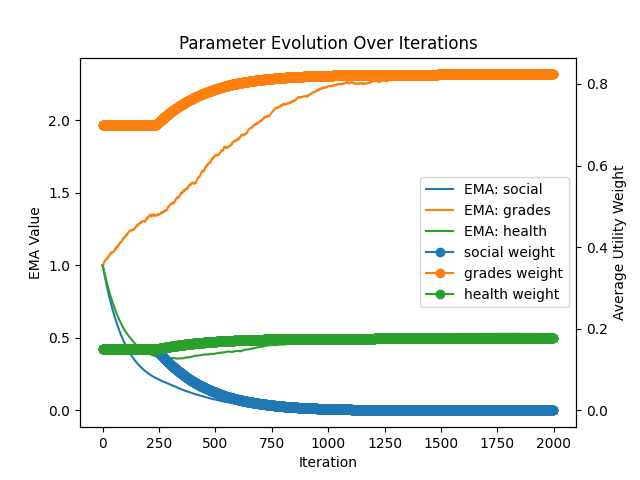 Parameter Evolution Over Iterations
EMA Value
2.0
1.5
1.0
0.5
0.0
0.8
0.6
0.4
0.2
0.0
Average Utility Weight
EMA: social
EMA: grades
EMA: health
social weight
grades weight
health weight
0
250
500
750
1000
1250
1500
1750
2000
Iteration